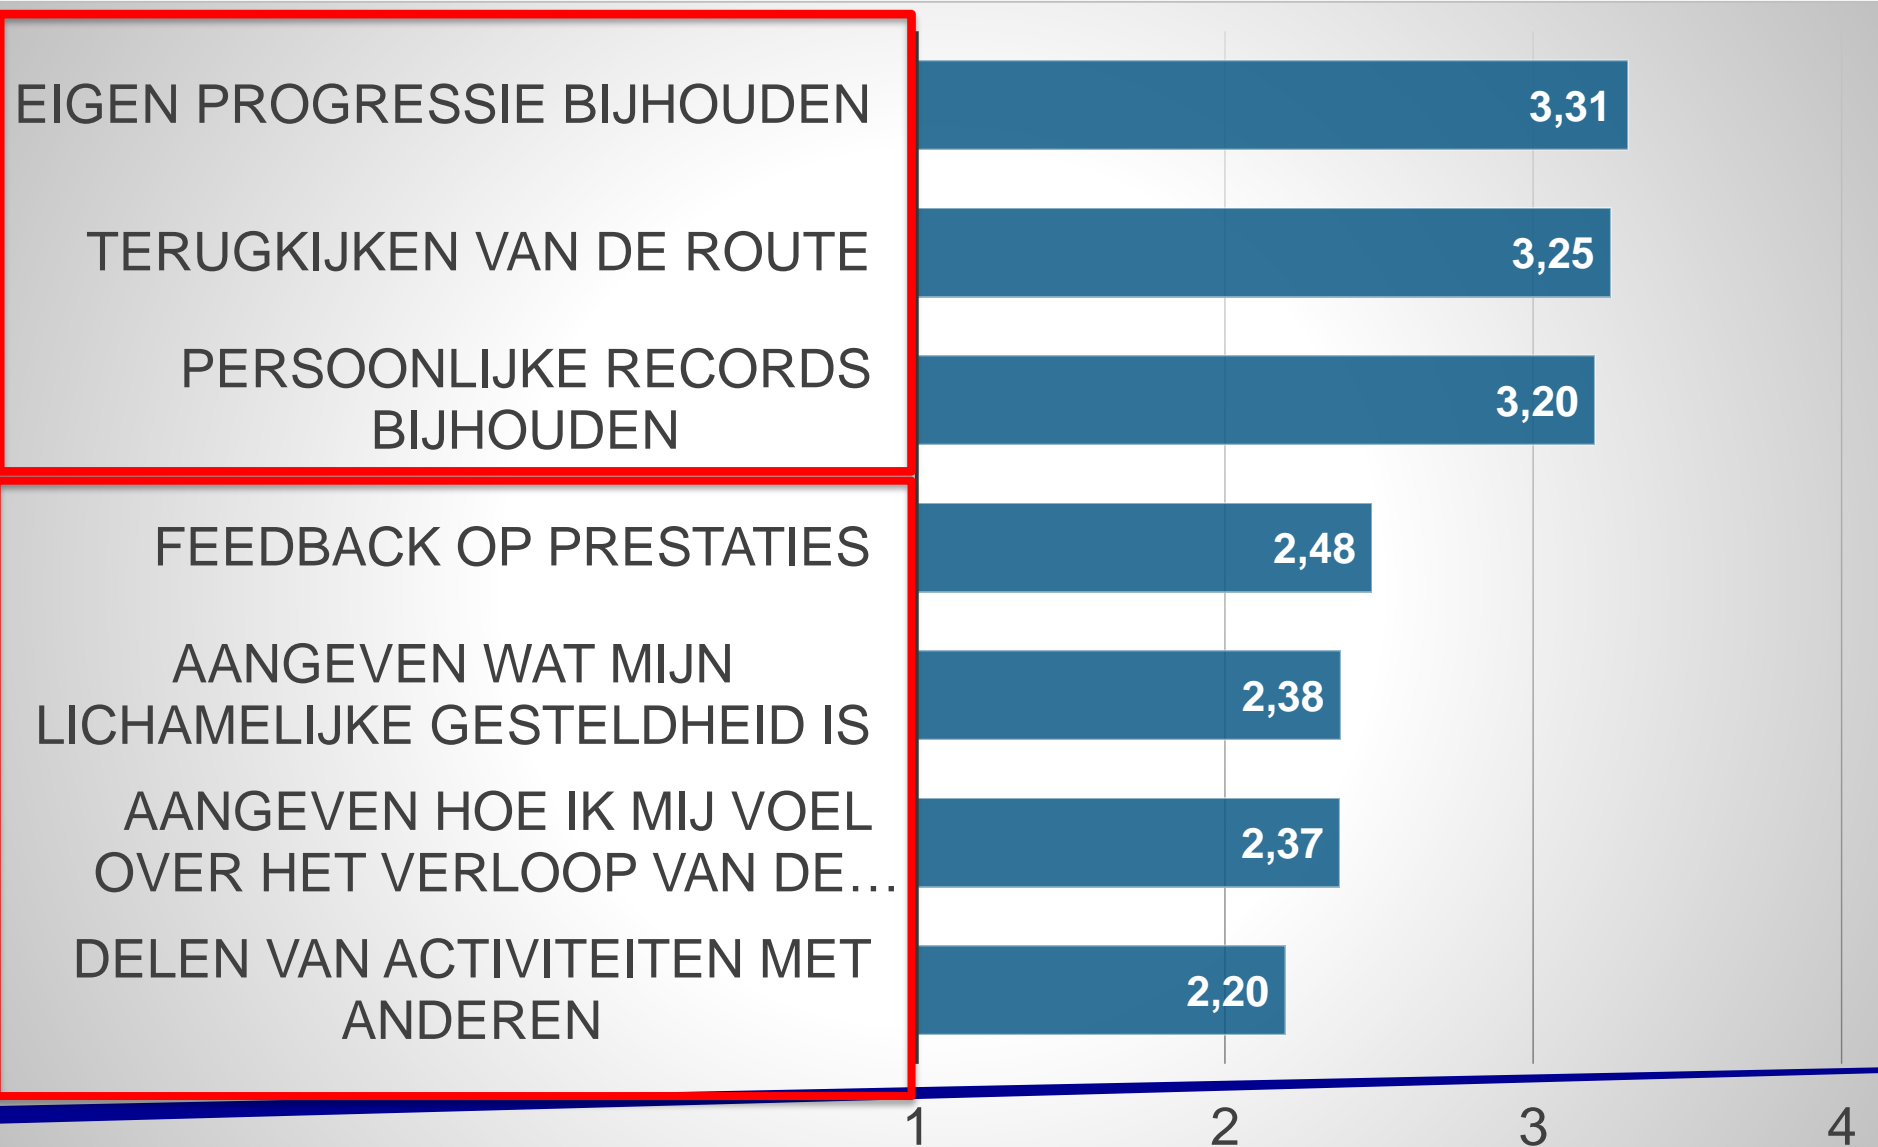 EIGEN PROGRESSIE BIJHOUDEN
3,31
TERUGKIJKEN VAN DE ROUTE
3,25
PERSOONLIJKE RECORDS
BIJHOUDEN
3,20
FEEDBACK OP PRESTATIES
2,48
AANGEVEN WAT MIJN
LICHAMELIJKE GESTELDHEID IS
2,38
AANGEVEN HOE IK MIJ VOEL
OVER HET VERLOOP VAN DE…
2,37
DELEN VAN ACTIVITEITEN MET
ANDEREN
2,20
1 2 3 4